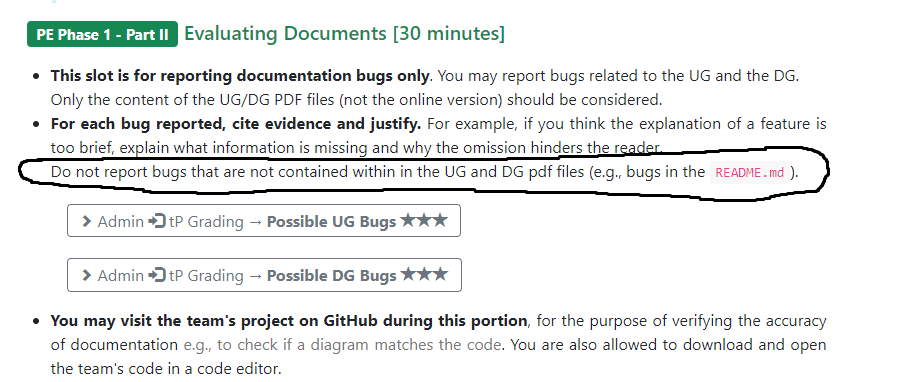 PE Phase 1 - Part II Evaluating Documents [30 minutes]
• This slot is for reporting documentation bugs only. You may report bugs related to the UG and the DG.
Only the content of the UG/DG PDF files (not the online version) should be considered.
• For each bug reported, cite evidence and justify. For example, if you think the explanation of a feature is
too brief, explain what information is missing and why the omission hinders the reader.
Do not report bugs that are not contained within in the UG and DG pdf files (e.g., bugs in the README.md ).
Admin tP Grading → Possible UG Bugs ★★★
Admin tP Grading → Possible DG Bugs ★★★
• You may visit the team's project on GitHub during this portion, for the purpose of verifying the accuracy
of documentation e.g., to check if a diagram matches the code. You are also allowed to download and open
the team's code in a code editor.